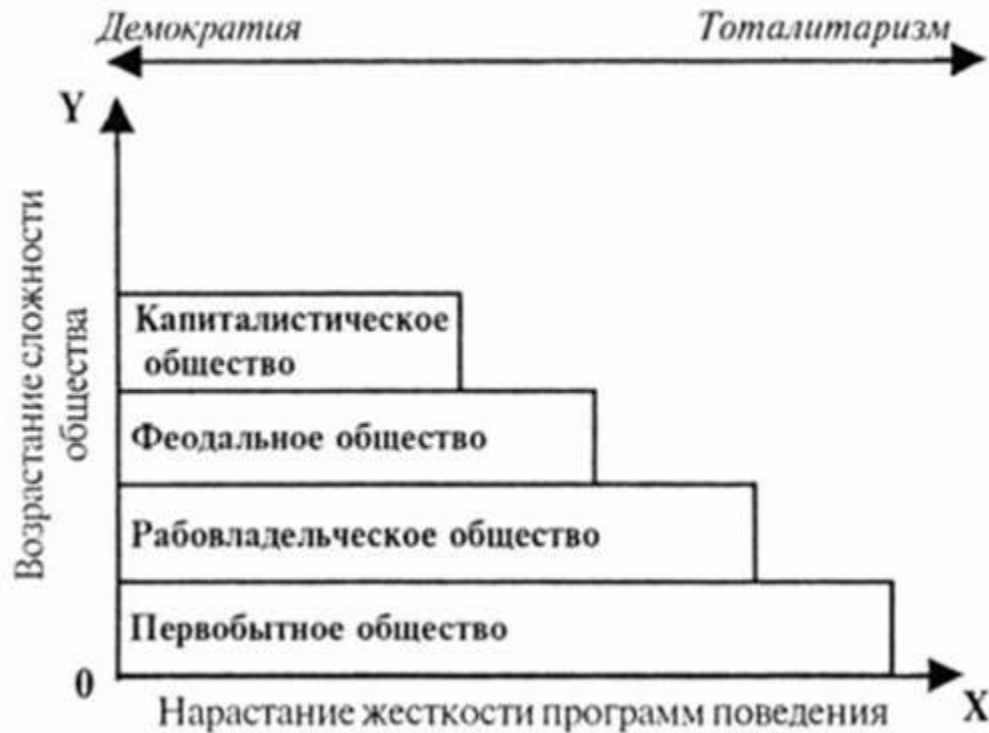 Демократия Тоталитаризм
Y
Возрастание сложности
общества
Капиталистическое
общество
Феодальное общество
Рабовладельческое общество
Первобытное общество
0
X
Нарастание жесткости программ поведения